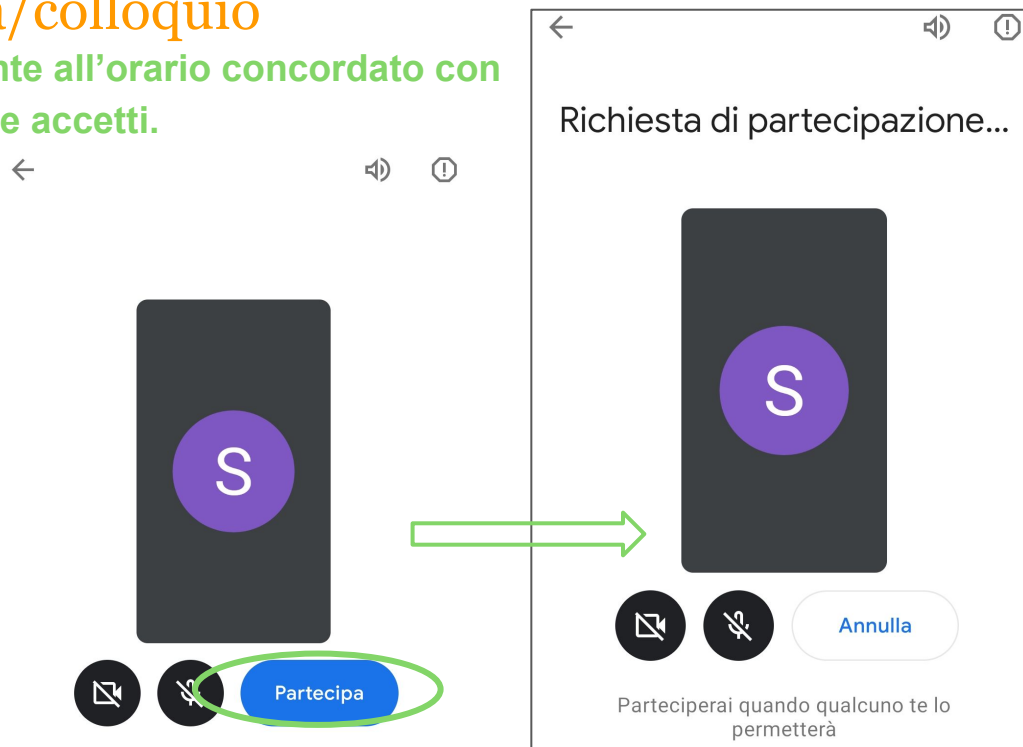 /colloquio
nte all’orario concordato con
e accetti.
S
Partecipa
Richiesta di partecipazione...
S
Annulla
Parteciperai quando qualcuno te lo
permetterà